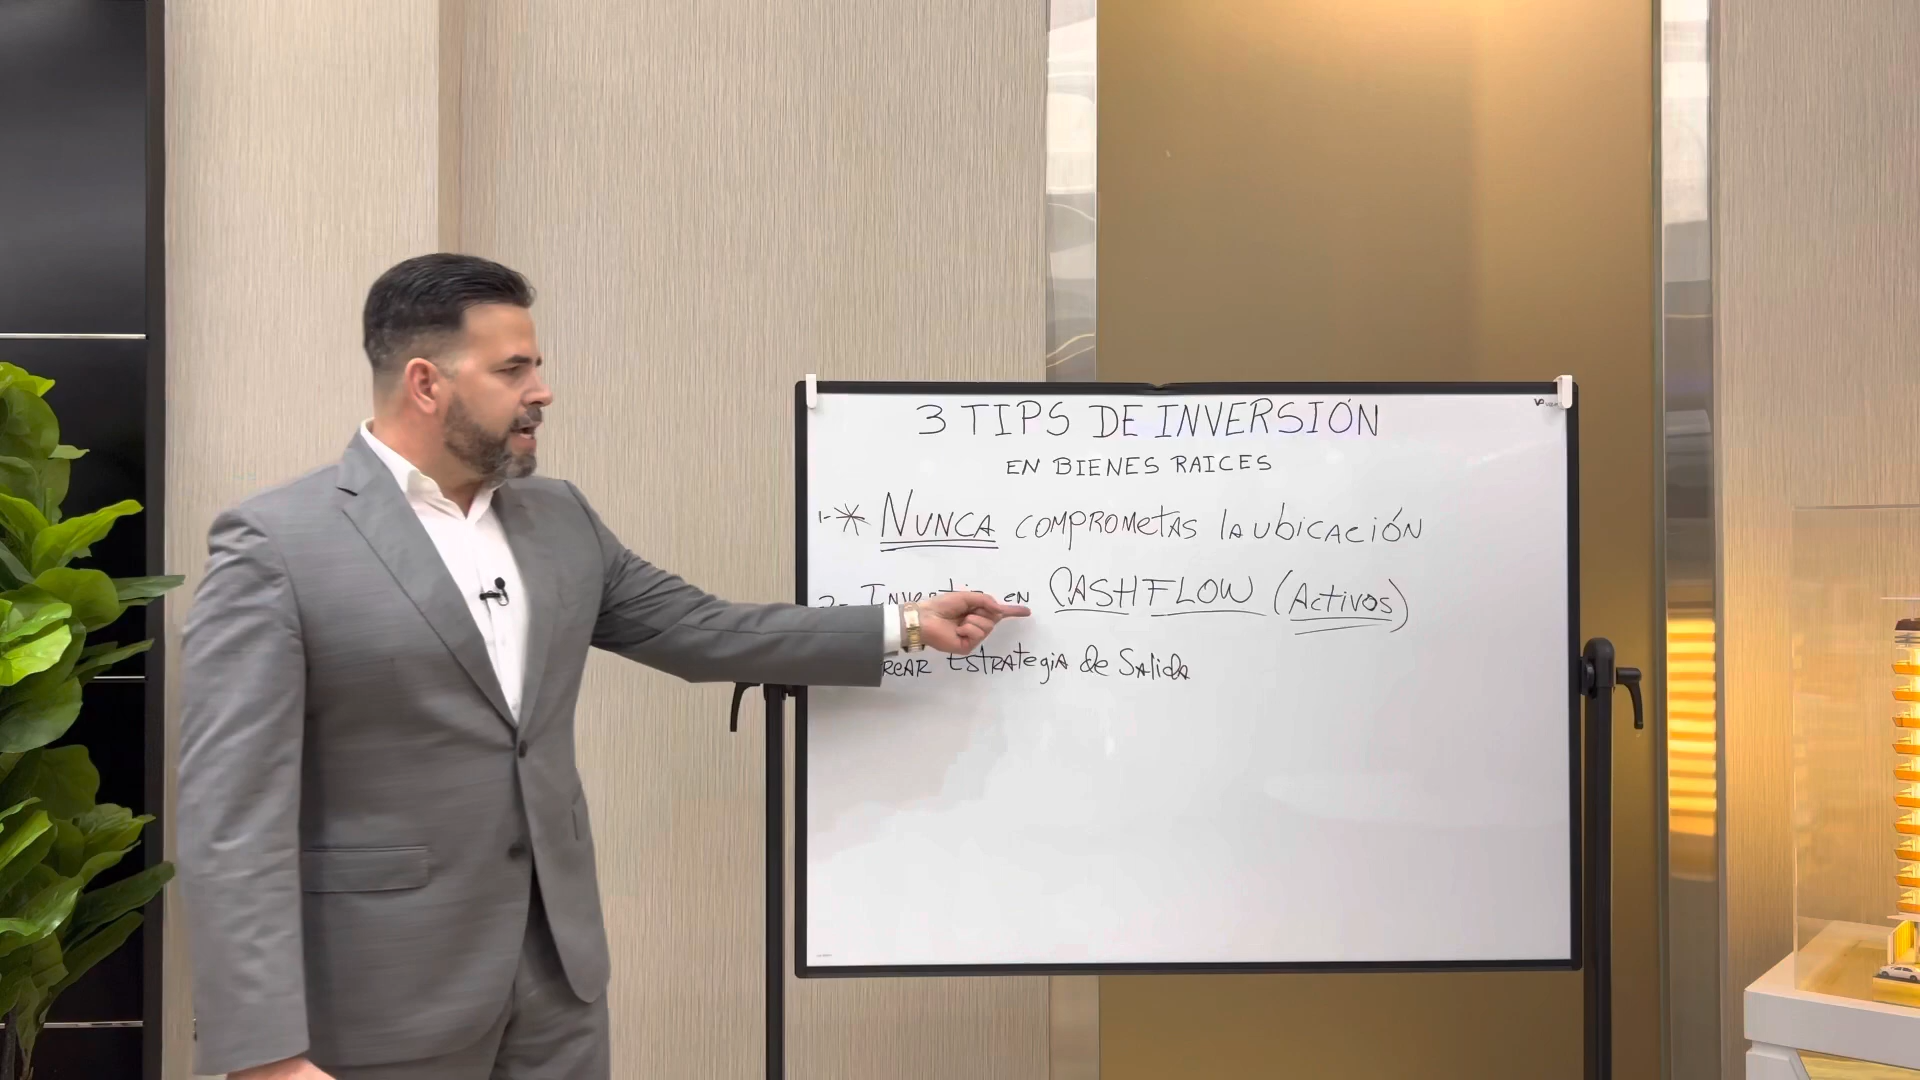 3 TIPS DE INVERSIÓN
EN BIENES RAICES
1-* NUNCA COMPROMETAS LA UBICACIÓN
2- Invertir EN CASHFLOW (Activos)
REAR EstRAtegiA de SAlidA